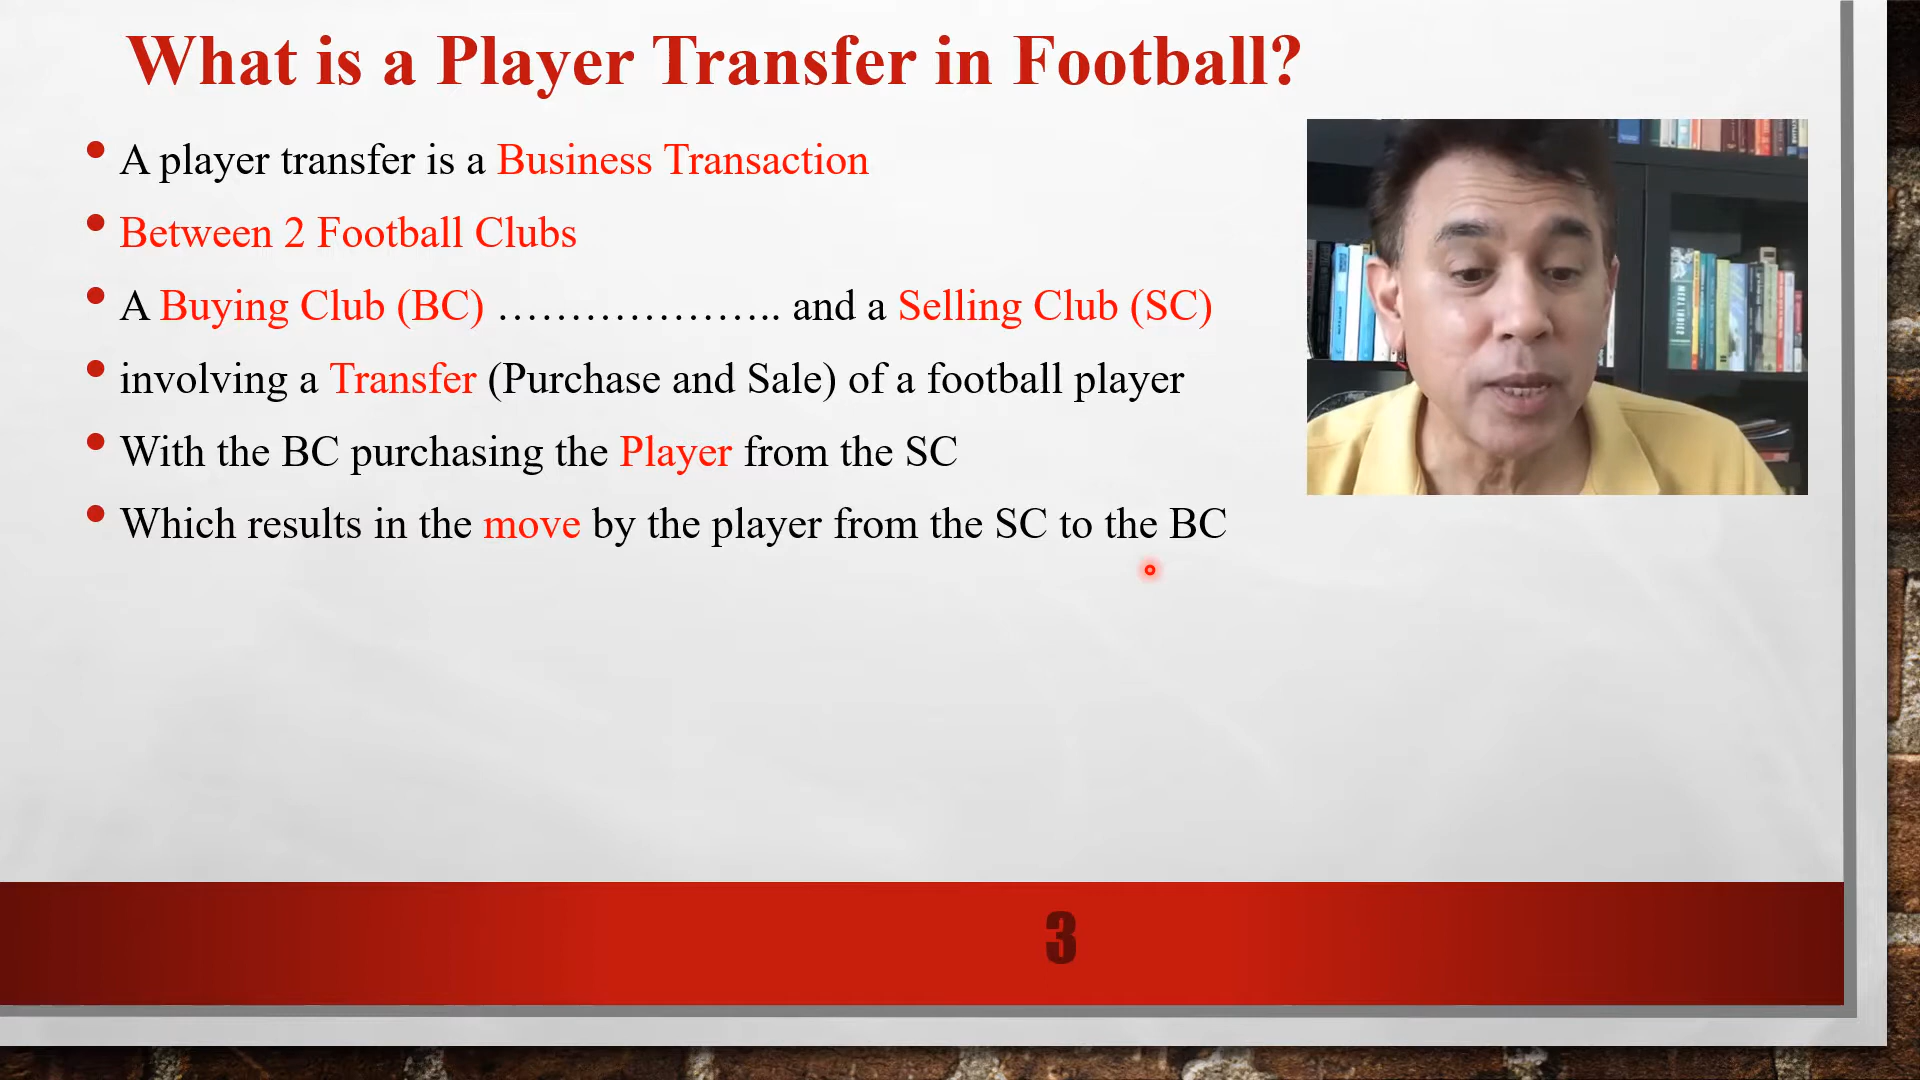 What is a Player Transfer in Football?
• A player transfer is a Business Transaction
• Between 2 Football Clubs
• A Buying Club (BC) ……………….. and a Selling Club (SC)
• involving a Transfer (Purchase and Sale) of a football player
• With the BC purchasing the Player from the SC
• Which results in the move by the player from the SC to the BC
3